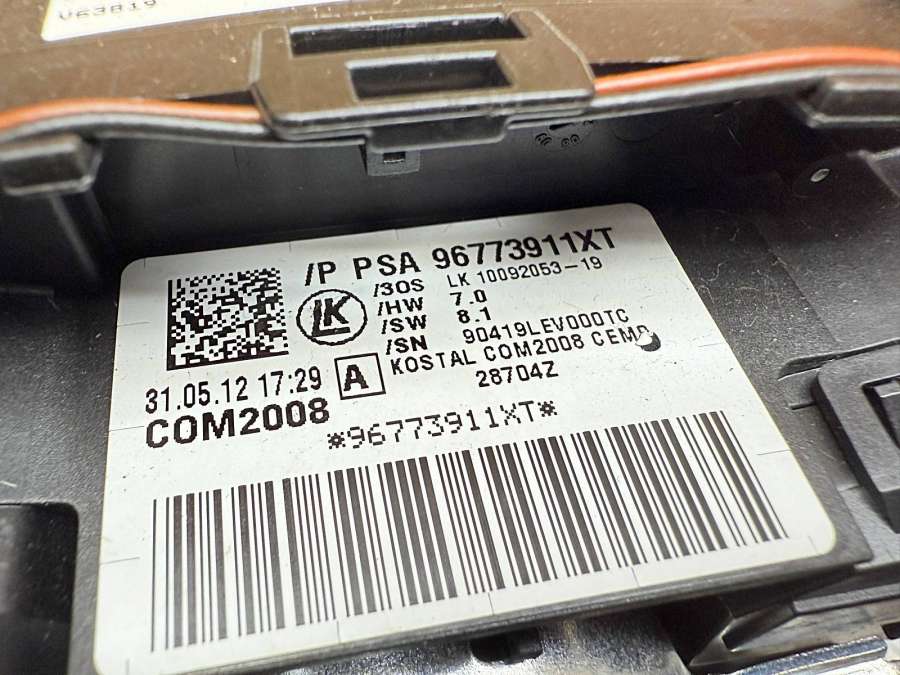 V63819
/P PSA 96773911XT
/3OS LK 10092053-19
/HW 7.0
/SW 8.1
/SN 90419LEV000TC
LK
31.05.12 17:29 A KOSTAL COM2008
28704Z
COM2008
*96773911XT*